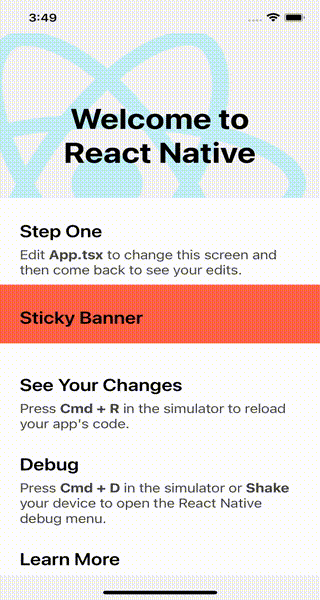 3:49
Welcome to
React Native
Step One
Edit App.tsx to change this screen and
then come back to see your edits.
Sticky Banner
See Your Changes
Press Cmd + R in the simulator to reload
your app's code.
Debug
Press Cmd + D in the simulator or Shake
your device to open the React Native
debug menu.
Learn More